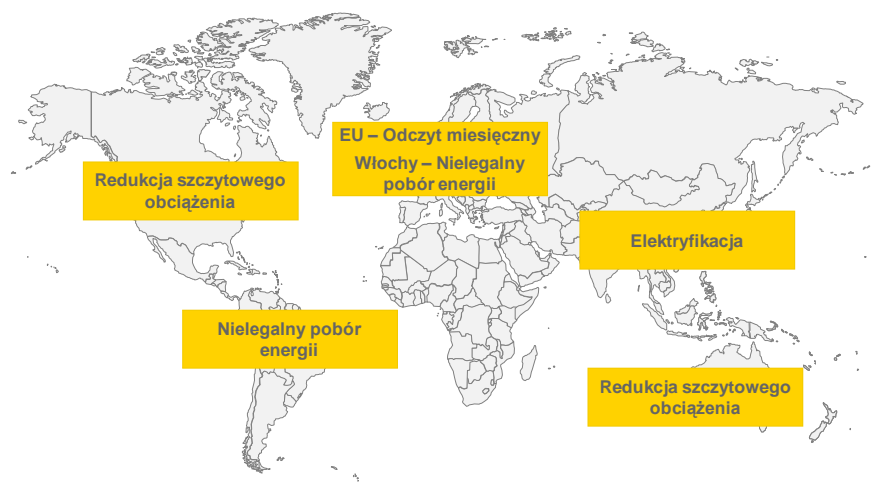 EU – Odczyt miesięczny
Włochy – Nielegalny
pobór energii
Redukcja szczytowego
obciążenia
Elektryfikacja
Nielegalny pobór
energii
Redukcja szczytowego
obciążenia